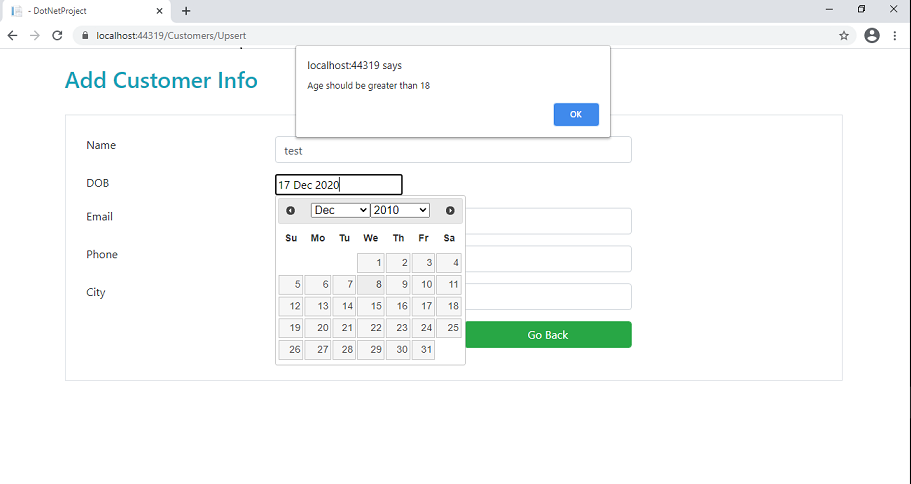 - DotNetProject
localhost:44319/Customers/Upsert
localhost:44319 says
Age should be greater than 18
OK
Add Customer Info
Name
test
DOB
17 Dec 2020
Dec 2010
Su Mo Tu We Th Fr Sa
1 2 3 4
5 6 7 8 9 10 11
12 13 14 15 16 17 18
19 20 21 22 23 24 25
26 27 28 29 30 31
Email
Phone
City
Go Back